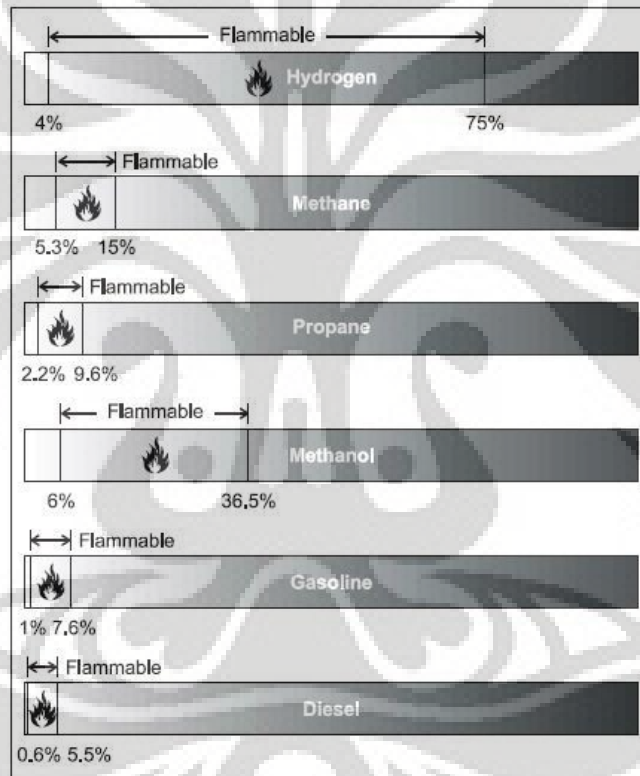 Flammable
Hydrogen
4% 75%
Flammable
Methane
5.3% 15%
Flammable
Propane
2.2% 9.6%
Flammable
Methanol
6% 36.5%
Flammable
Gasoline
1% 7.6%
Flammable
Diesel
0.6% 5.5%